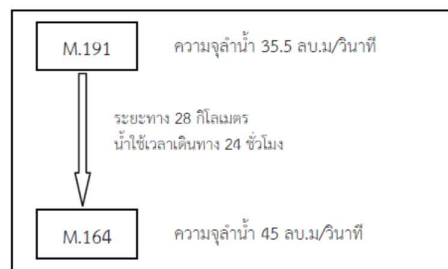 M.191 ความจุลำน้ำ 35.5 ลบ.ม/วินาที
ระยะทาง 28 กิโลเมตร
น้ำใช้เวลาเดินทาง 24 ชั่วโมง
M.164 ความจุลำน้ำ 45 ลบ.ม/วินาที